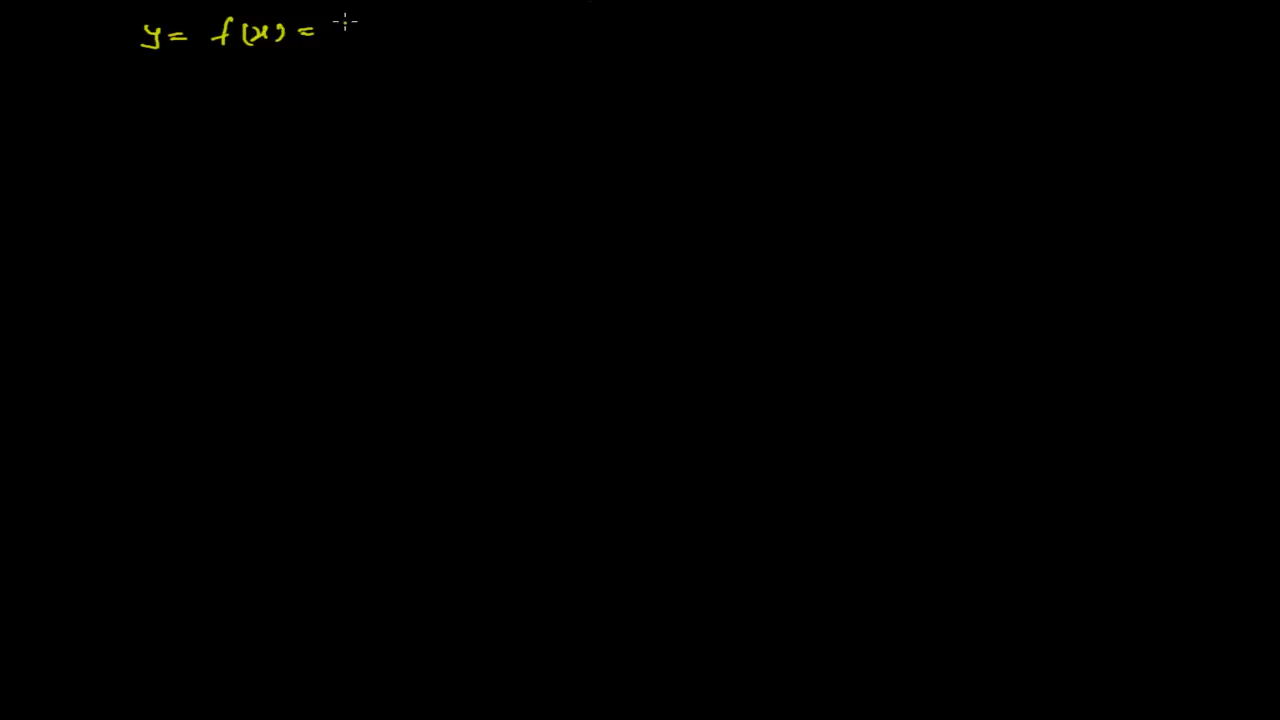 y = f(x) =